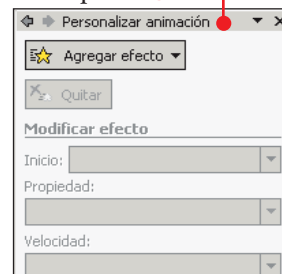 Personalizar animación
Agregar efecto
Quitar
Modificar efecto
Inicio:
Propiedad:
Velocidad: